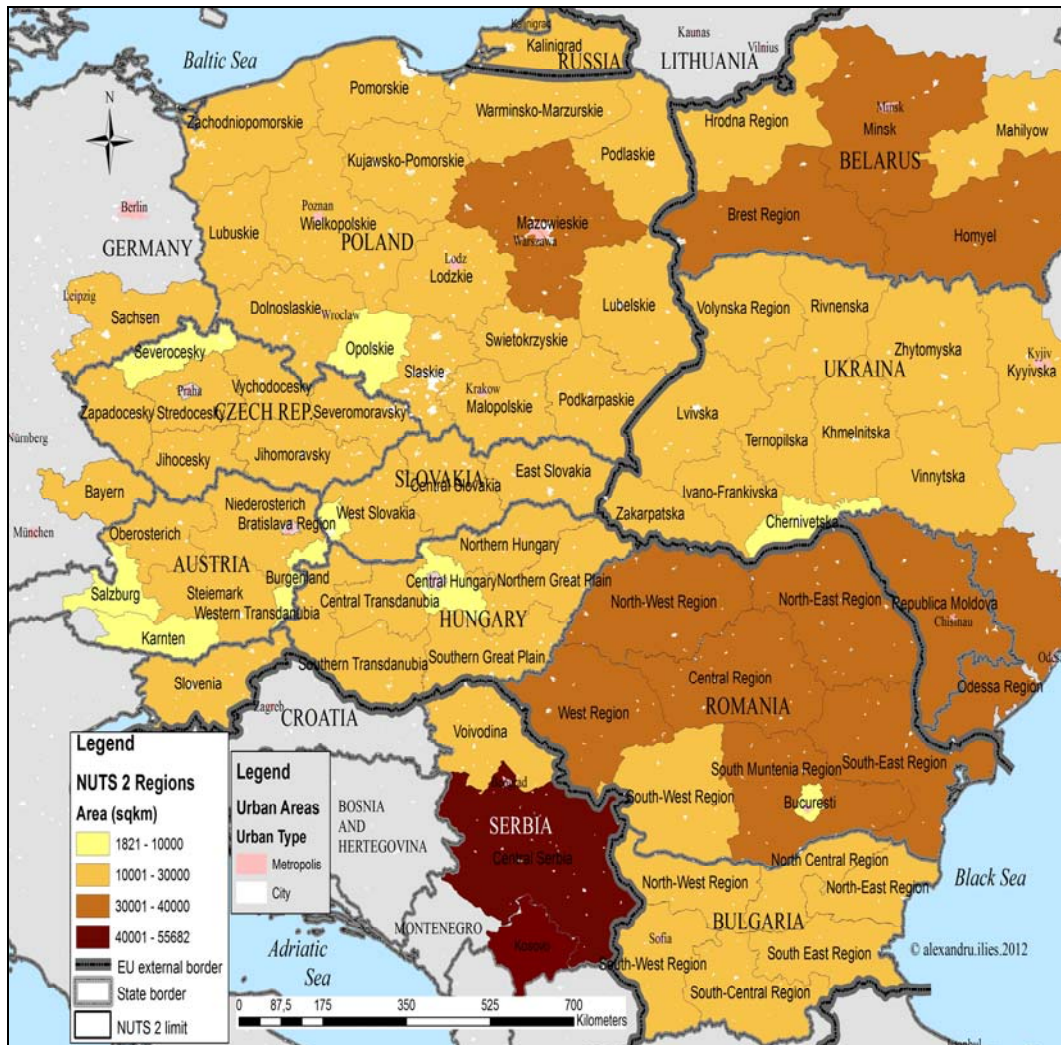 Kaliningrad
Kaunas
Vilnius
Baltic Sea
Kalinigrad
RUSSIA
LITHUANIA
N
Pomorskie
Zachodniopomorskie
Warminsko-Marzurskie
Hrodna Region
Minsk
Minsk
Mahilyow
BELARUS
Kujawsko-Pomorskie
Podlaskie
Berlin
Poznan
Wielkopolskie
Mazowieskie
Warszawa
Brest Region
Homyel
GERMANY
Lubuskie
POLAND
Lodz
Lodzkie
Leipzig
Sachsen
Dolnoslaskie
Wroclaw
Lubelskie
Volynska Region
Rivnenska
Severocesky
Opolskie
Swietokrzyskie
Zhytomyska
Kyjiv
Kyyivska
UKRAINA
Slaskie
Praha
Vychodocesky
Krakow
Malopolskie
Podkarpaskie
Zapadocesky
Stredocesky
CZECH REP.
Severomoravsky
Lvivska
Ternopilska
Khmelnitska
Nürnberg
Jihocesky
Jihomoravsky
SLOVAKIA
Central Slovakia
East Slovakia
Vinnytska
Bayern
Niederosterich
West Slovakia
Ivano-Frankivska
Zakarpatska
Chernivetska
München
Oberosterich
Bratislava Region
Northern Hungary
AUSTRIA
Burgenland
Salzburg
Steiemark
Western Transdanubia
Central Hungary
Northern Great Plain
Central Transdanubia
HUNGARY
North-West Region
North-East Region
Republica Moldova
Chisinau
Karnten
Southern Transdanubia
Southern Great Plain
Odessa Region
Slovenia
Central Region
ROMANIA
Zagreb
CROATIA
Voivodina
West Region
South Muntenia Region
South-East Region
South-West Region
Bucuresti
BOSNIA
AND
HERTEGOVINA
SERBIA
Central Serbia
North Central Region
North-West Region
North-East Region
Black Sea
MONTENEGRO
BULGARIA
Kosovo
Sofia
South-West Region
South East Region
© alexandru.ilies.2012
Adriatic
Sea
South-Central Region
Istanbul
Legend
NUTS 2 Regions
Area (sqkm)
1821 - 10000
10001 - 30000
30001 - 40000
40001 - 55682
EU external border
State border
NUTS 2 limit
Legend
Urban Areas
Urban Type
Metropolis
City
0 87,5 175 350 525 700
Kilometers